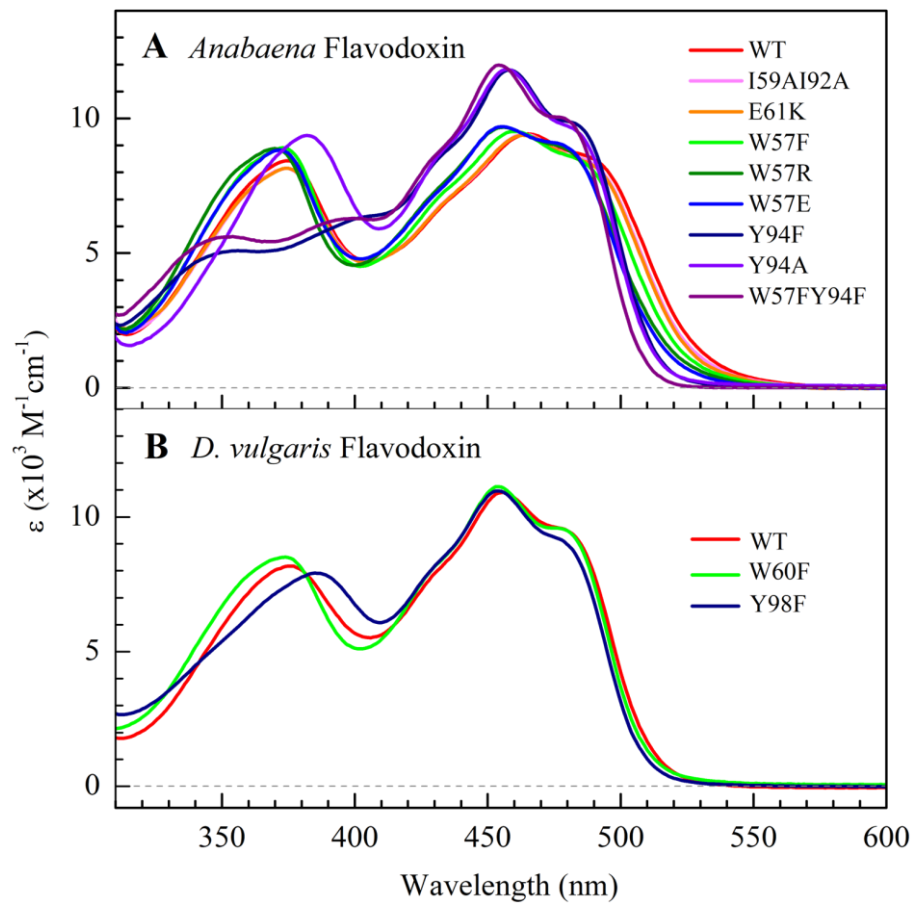 A Anabaena Flavodoxin
WT
I59AI92A
E61K
W57F
W57R
W57E
Y94F
Y94A
W57FY94F
10
5
0
B D. vulgaris Flavodoxin
WT
W60F
Y98F
10
5
0
ε (x10³ M⁻¹cm⁻¹)
350 400 450 500 550 600
Wavelength (nm)